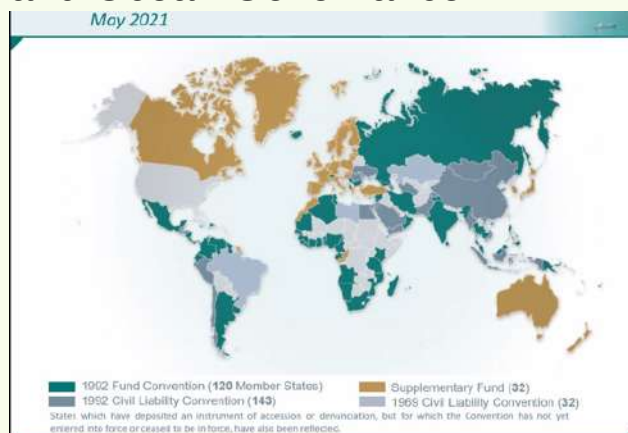 May 2021
1992 Fund Convention (120 Member States)
Supplementary Fund (32)
1992 Civil Liability Convention (143)
1969 Civil Liability Convention (32)
States which have deposited an instrument of accession or denunciation, but for which the Convention has not yet
entered into force or ceased to be in force, have also been reflected.